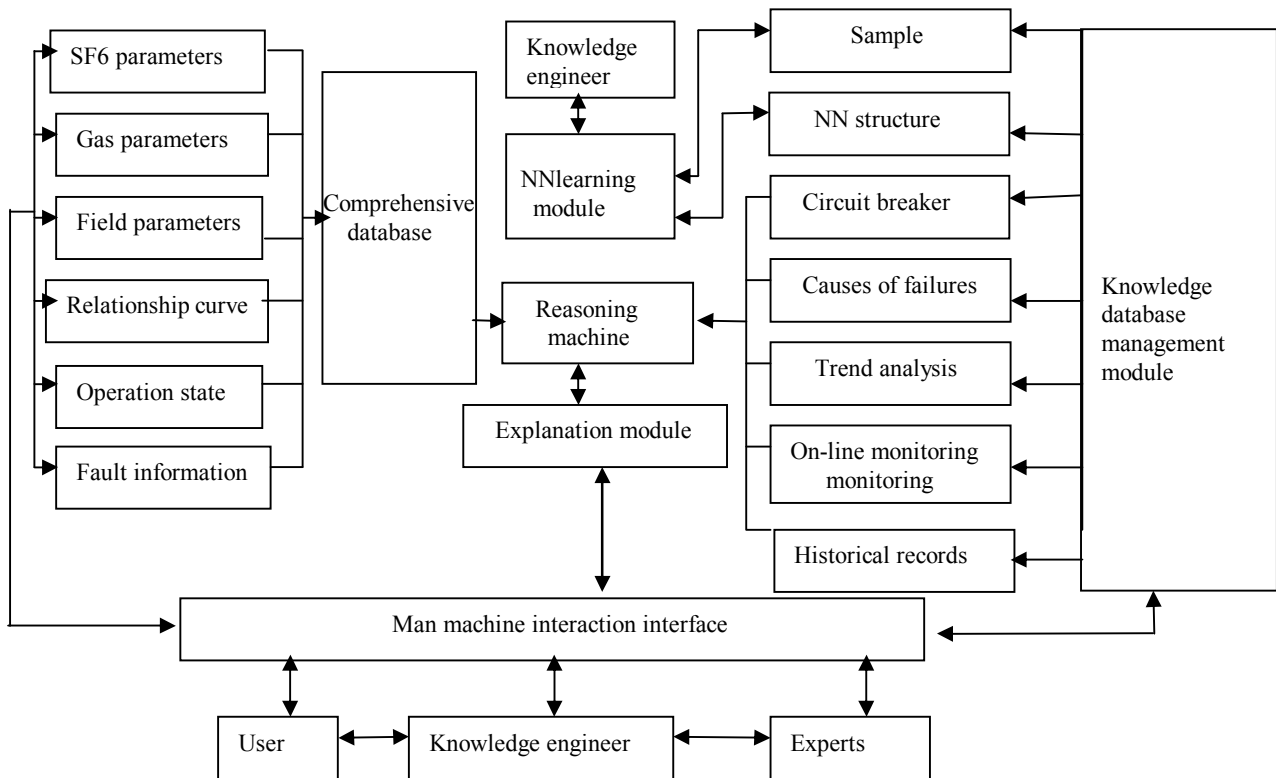 SF6 parameters
Gas parameters
Field parameters
Relationship curve
Operation state
Fault information
Comprehensive
database
Knowledge
engineer
NNlearning
module
Reasoning
machine
Explanation module
Sample
NN structure
Circuit breaker
Causes of failures
Trend analysis
On-line monitoring
monitoring
Historical records
Knowledge
database
management
module
Man machine interaction interface
User
Knowledge engineer
Experts